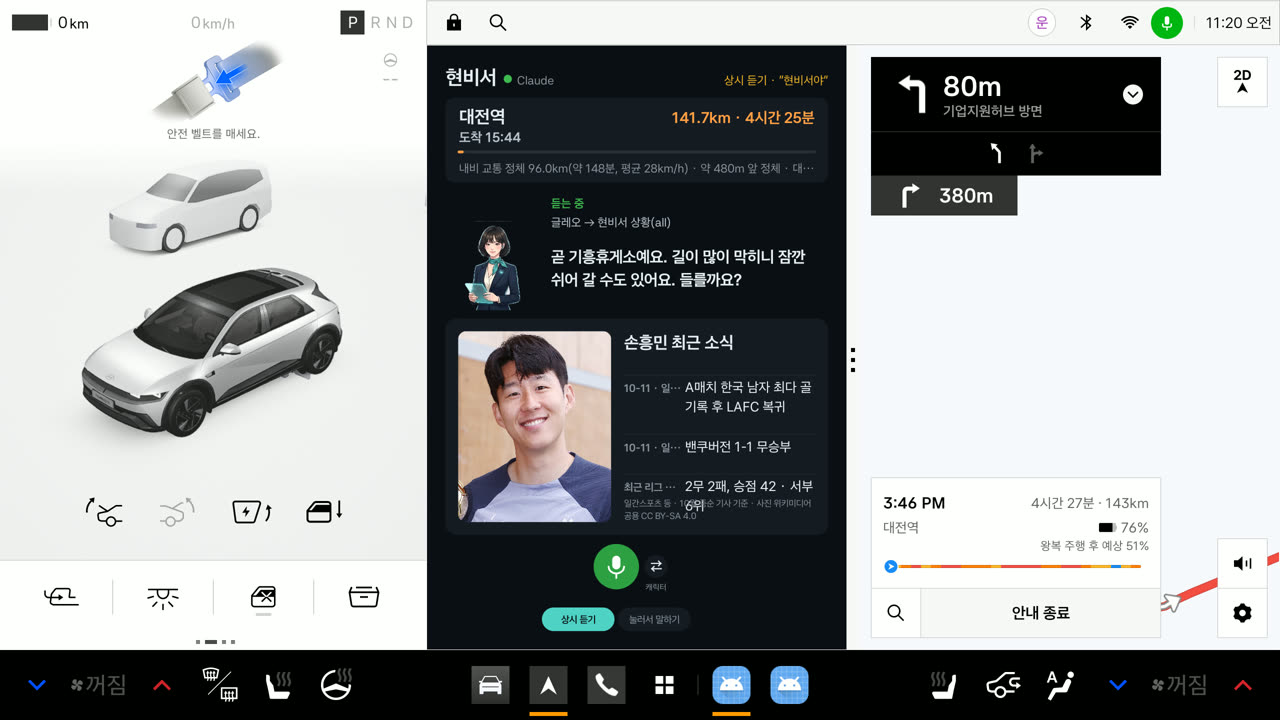 0km
0km/h
P R N D
안전 벨트를 매세요.
운
11:20 오전
현비서
Claude
상시 듣기 · "현비서야"
대전역
141.7km · 4시간 25분
도착 15:44
내비 교통 정체 96.0km(약 148분, 평균 28km/h) · 약 480m 앞 정체 · 대…
듣는 중
글레오 → 현비서 상황(all)
곧 기흥휴게소예요. 길이 많이 막히니 잠깐
쉬어 갈 수도 있어요. 들를까요?
손흥민 최근 소식
10-11 · 일… A매치 한국 남자 최다 골
기록 후 LAFC 복귀
10-11 · 일… 밴쿠버전 1-1 무승부
최근 리그 … 2무 2패, 승점 42 · 서부
6위
공용 CC BY-SA 4.0
캐릭터
상시 듣기
눌러서 말하기
80m
기업지원허브 방면
380m
2D
3:46 PM
4시간 27분 · 143km
대전역
76%
왕복 주행 후 예상 51%
안내 종료
꺼짐
A
꺼짐